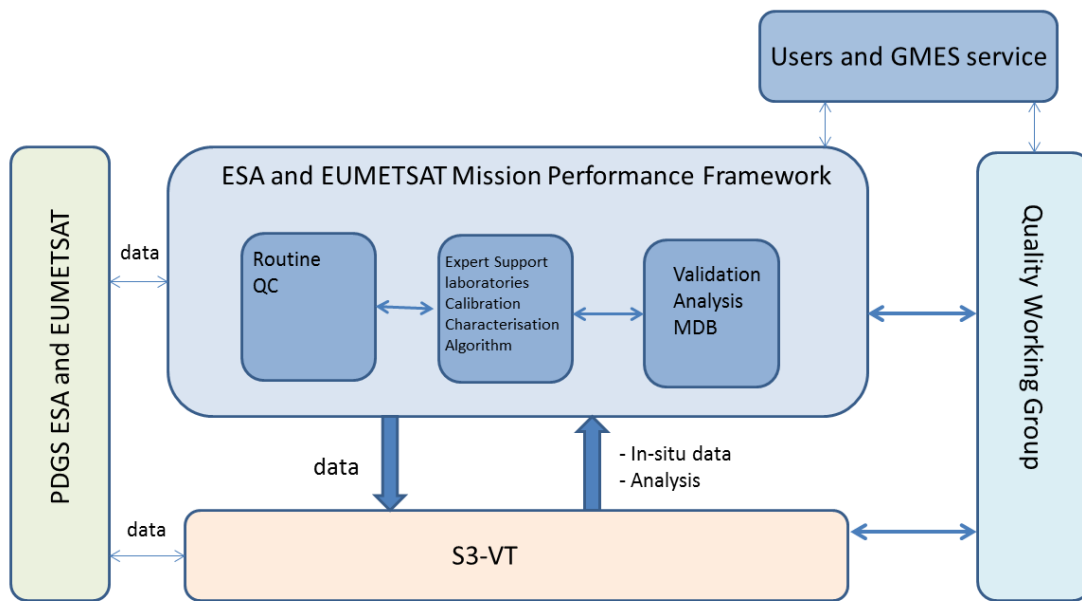 Users and GMES service
ESA and EUMETSAT Mission Performance Framework
PDGS ESA and EUMETSAT
data
Routine
QC
Expert Support
laboratories
Calibration
Characterisation
Algorithm
Validation
Analysis
MDB
Quality Working Group
data
- In-situ data
- Analysis
data
S3-VT